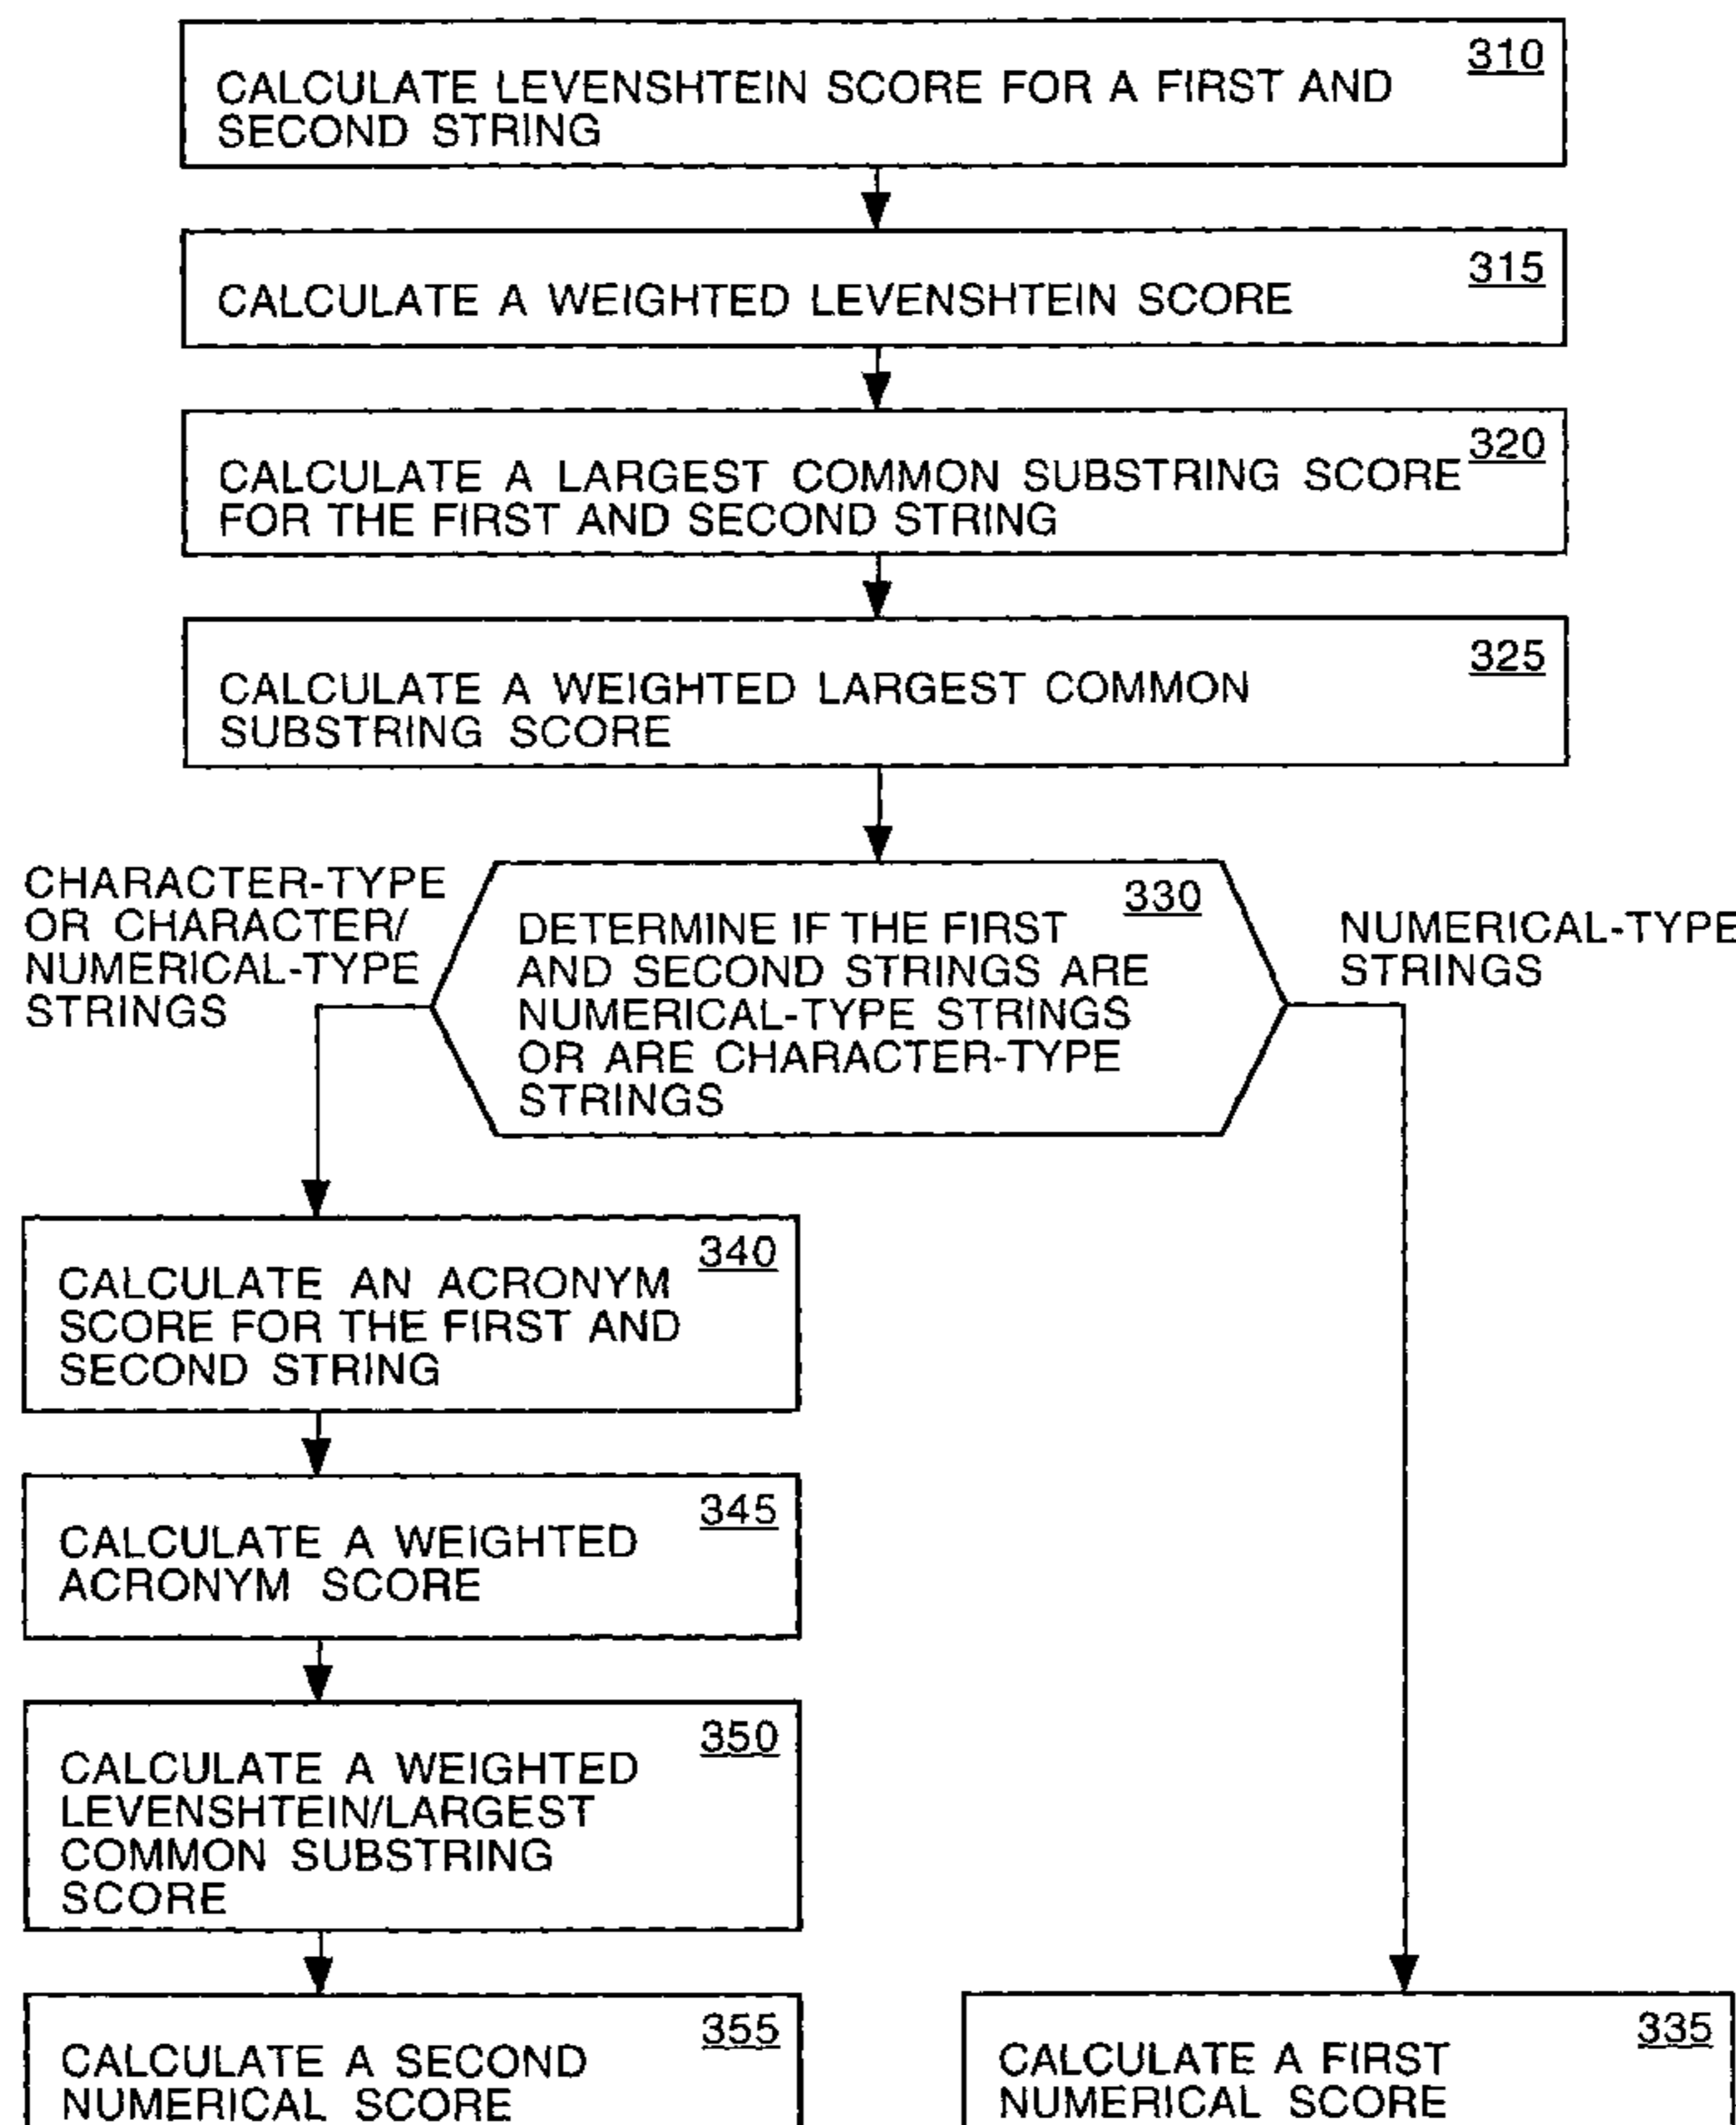 310
CALCULATE LEVENSHTEIN SCORE FOR A FIRST AND
SECOND STRING
315
CALCULATE A WEIGHTED LEVENSHTEIN SCORE
320
CALCULATE A LARGEST COMMON SUBSTRING SCORE
FOR THE FIRST AND SECOND STRING
325
CALCULATE A WEIGHTED LARGEST COMMON
SUBSTRING SCORE
CHARACTER-TYPE
OR CHARACTER/
NUMERICAL-TYPE
STRINGS
330
DETERMINE IF THE FIRST
AND SECOND STRINGS ARE
NUMERICAL-TYPE STRINGS
OR ARE CHARACTER-TYPE
STRINGS
NUMERICAL-TYPE
STRINGS
340
CALCULATE AN ACRONYM
SCORE FOR THE FIRST AND
SECOND STRING
345
CALCULATE A WEIGHTED
ACRONYM SCORE
350
CALCULATE A WEIGHTED
LEVENSHTEIN/LARGEST
COMMON SUBSTRING
SCORE
355
CALCULATE A SECOND
NUMERICAL SCORE
335
CALCULATE A FIRST
NUMERICAL SCORE